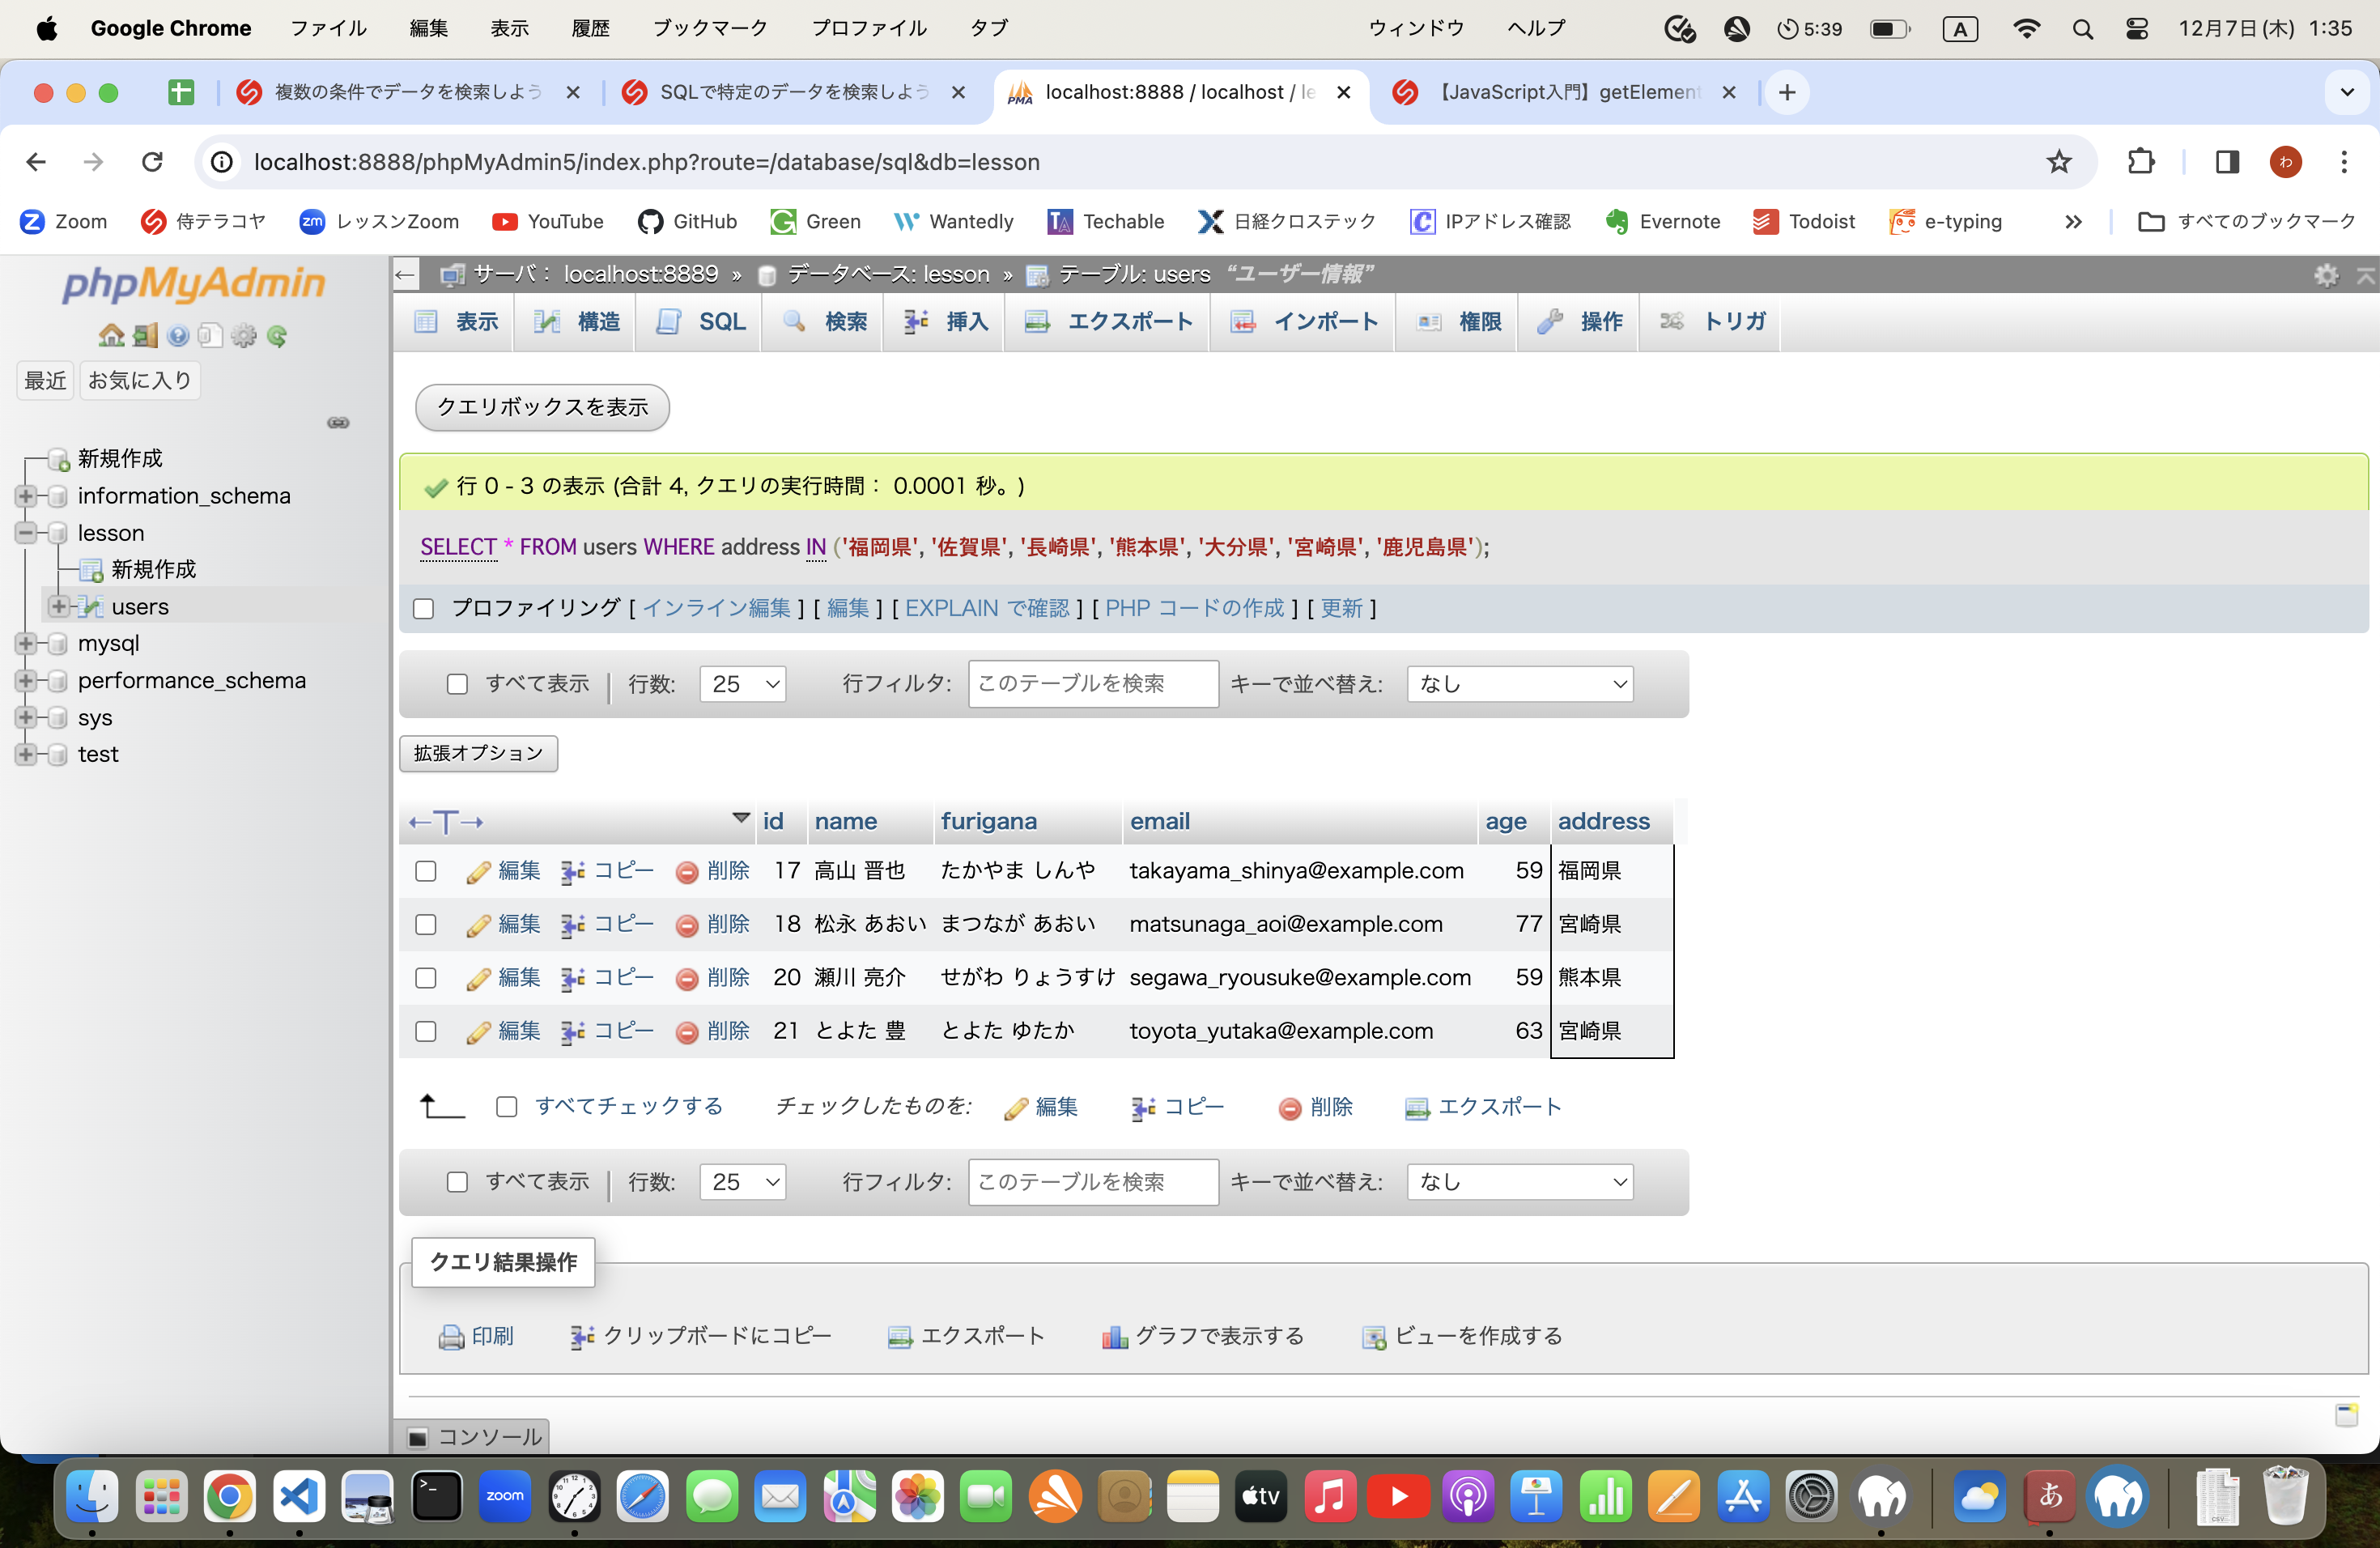 Google Chrome ファイル 編集 表示 履歴 ブックマーク プロファイル タブ ウィンドウ ヘルプ 5:39 A 12月7日(木) 1:35
複数の条件でデータを検索しよう SQLで特定のデータを検索しよう PMA localhost:8888 / localhost / le 【JavaScript入門】getElement
localhost:8888/phpMyAdmin5/index.php?route=/database/sql&db=lesson わ
Zoom 侍テラコヤ zm レッスンZoom YouTube GitHub Green Wantedly TA Techable 日経クロステック IPアドレス確認 Evernote Todoist e-typing » すべてのブックマーク
phpMyAdmin
最近 お気に入り
新規作成
information_schema
lesson
新規作成
users
mysql
performance_schema
sys
test
サーバ: localhost:8889 » データベース: lesson » テーブル: users "ユーザー情報"
表示 構造 SQL 検索 挿入 エクスポート インポート 権限 操作 トリガ
クエリボックスを表示
行 0 - 3 の表示 (合計 4, クエリの実行時間: 0.0001 秒。)
SELECT * FROM users WHERE address IN ('福岡県', '佐賀県', '長崎県', '熊本県', '大分県', '宮崎県', '鹿児島県');
プロファイリング [ インライン編集 ] [ 編集 ] [ EXPLAIN で確認 ] [ PHP コードの作成 ] [ 更新 ]
すべて表示 | 行数: 25 行フィルタ: このテーブルを検索 キーで並べ替え: なし
拡張オプション
←T→ id name furigana email age address
編集 コピー 削除 17 高山 晋也 たかやま しんや takayama_shinya@example.com 59 福岡県
編集 コピー 削除 18 松永 あおい まつなが あおい matsunaga_aoi@example.com 77 宮崎県
編集 コピー 削除 20 瀬川 亮介 せがわ りょうすけ segawa_ryousuke@example.com 59 熊本県
編集 コピー 削除 21 とよた 豊 とよた ゆたか toyota_yutaka@example.com 63 宮崎県
すべてチェックする チェックしたものを: 編集 コピー 削除 エクスポート
すべて表示 | 行数: 25 行フィルタ: このテーブルを検索 キーで並べ替え: なし
クエリ結果操作
印刷 クリップボードにコピー エクスポート グラフで表示する ビューを作成する
コンソール
zoom tv あ CSV